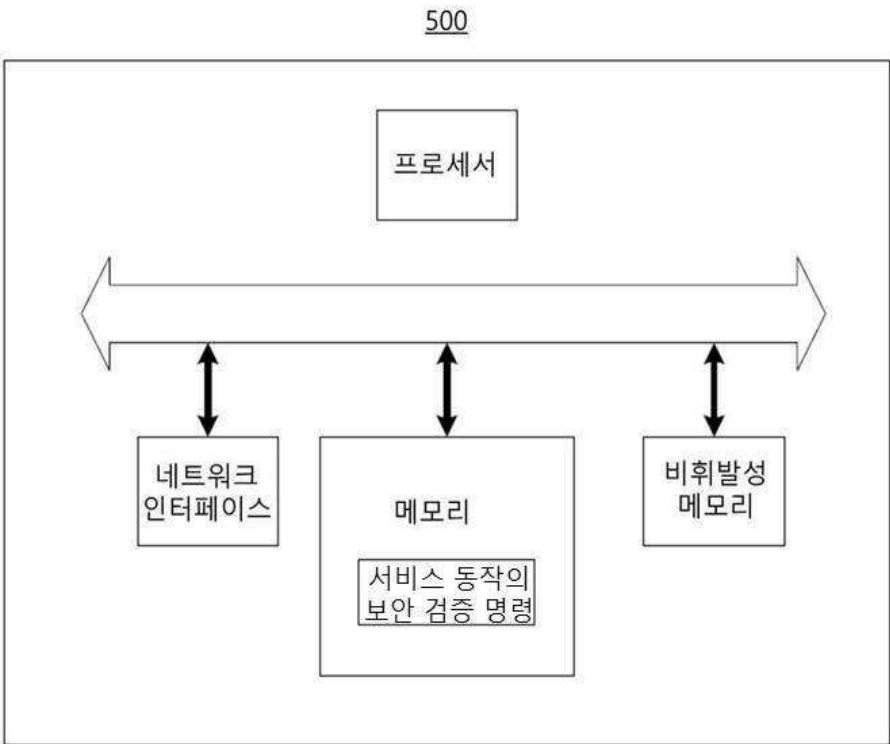 500
프로세서
네트워크
인터페이스
메모리
서비스 동작의
보안 검증 명령
비휘발성
메모리